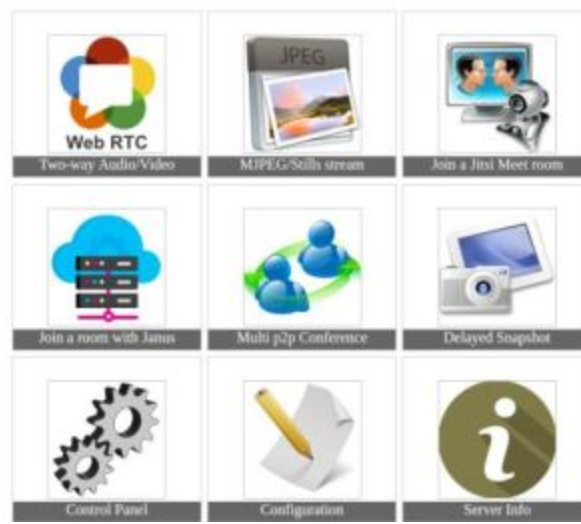 JPEG
Web RTC
Two-way Audio/Video
MJPEG/Stills stream
Join a Jitsi Meet room
Join a room with Janus
Multi p2p Conference
Delayed Snapshot
Control Panel
Configuration
Server Info